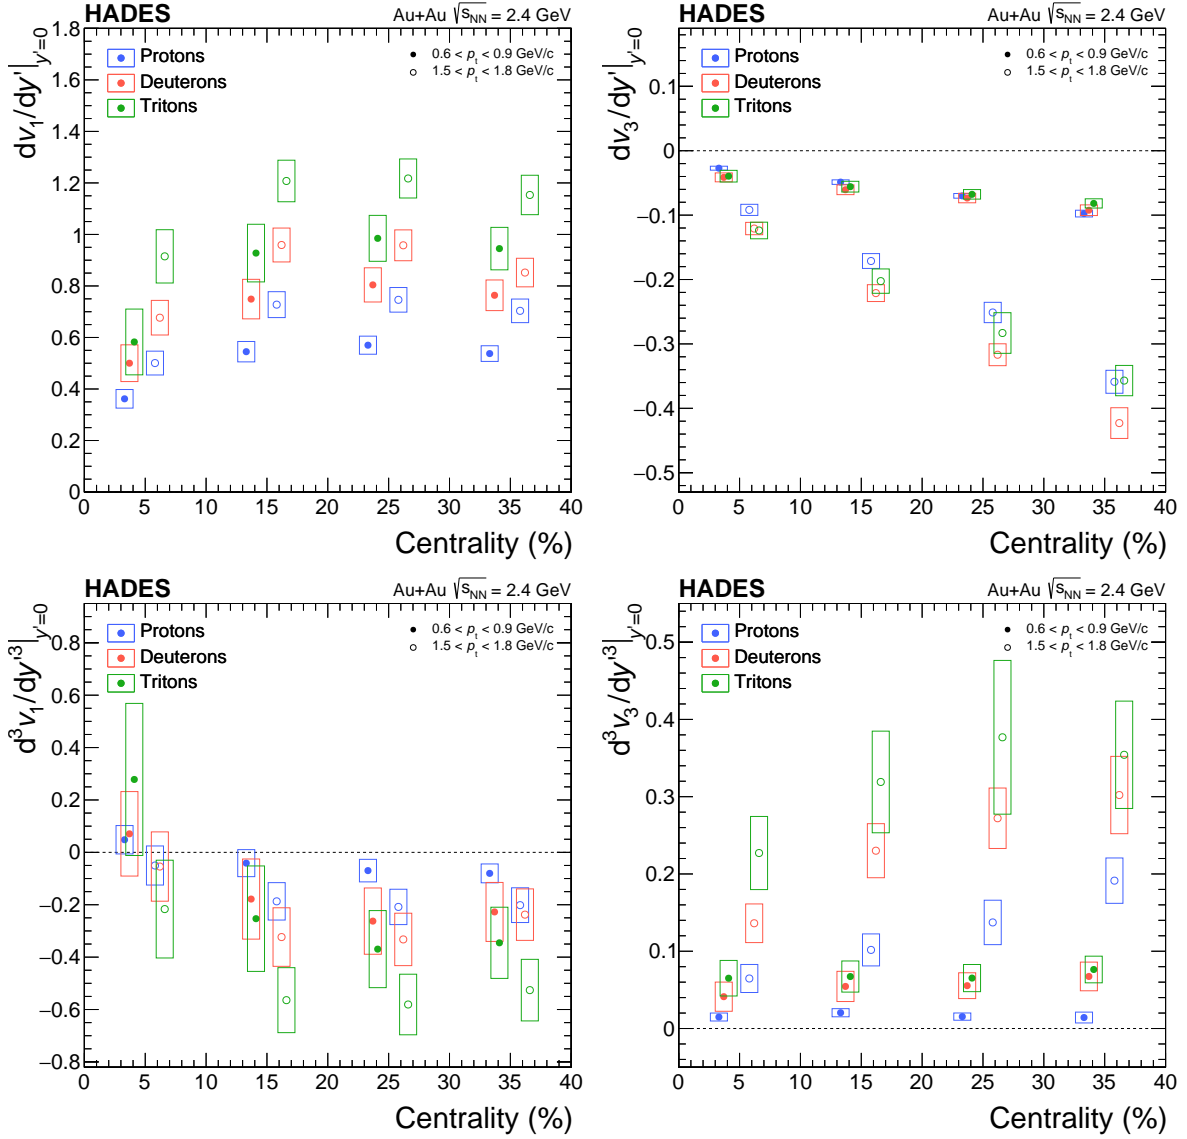 HADES Au+Au √sNN = 2.4 GeV
dv1/dy'|y'=0
1.8
1.6
1.4
1.2
1
0.8
0.6
0.4
0.2
0
Protons
Deuterons
Tritons
0.6 < pt < 0.9 GeV/c
1.5 < pt < 1.8 GeV/c
0 5 10 15 20 25 30 35 40
Centrality (%)
HADES Au+Au √sNN = 2.4 GeV
dv3/dy'|y'=0
0.1
0
−0.1
−0.2
−0.3
−0.4
−0.5
Protons
Deuterons
Tritons
0.6 < pt < 0.9 GeV/c
1.5 < pt < 1.8 GeV/c
0 5 10 15 20 25 30 35 40
Centrality (%)
HADES Au+Au √sNN = 2.4 GeV
d³v1/dy'³|y'=0
0.8
0.6
0.4
0.2
0
−0.2
−0.4
−0.6
−0.8
Protons
Deuterons
Tritons
0.6 < pt < 0.9 GeV/c
1.5 < pt < 1.8 GeV/c
0 5 10 15 20 25 30 35 40
Centrality (%)
HADES Au+Au √sNN = 2.4 GeV
d³v3/dy'³|y'=0
0.5
0.4
0.3
0.2
0.1
0
Protons
Deuterons
Tritons
0.6 < pt < 0.9 GeV/c
1.5 < pt < 1.8 GeV/c
0 5 10 15 20 25 30 35 40
Centrality (%)